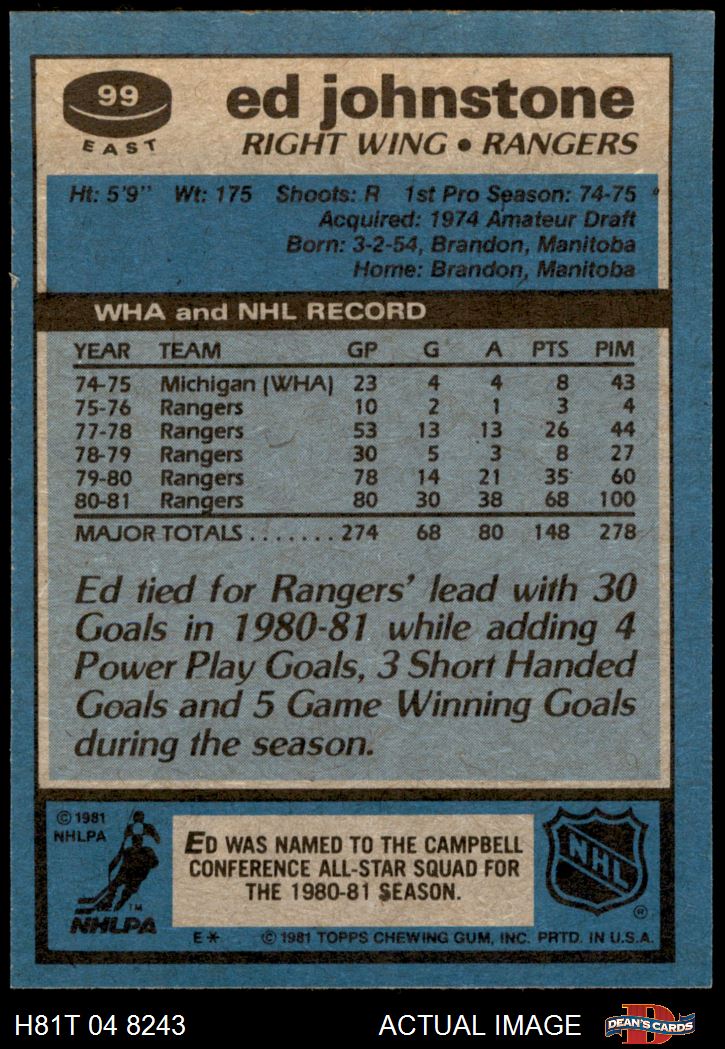 99
EAST
ed johnstone
RIGHT WING • RANGERS
Ht: 5'9" Wt: 175 Shoots: R 1st Pro Season: 74-75
Acquired: 1974 Amateur Draft
Born: 3-2-54, Brandon, Manitoba
Home: Brandon, Manitoba
WHA and NHL RECORD
YEAR TEAM GP G A PTS PIM
74-75 Michigan (WHA) 23 4 4 8 43
75-76 Rangers 10 2 1 3 4
77-78 Rangers 53 13 13 26 44
78-79 Rangers 30 5 3 8 27
79-80 Rangers 78 14 21 35 60
80-81 Rangers 80 30 38 68 100
MAJOR TOTALS ....... 274 68 80 148 278
Ed tied for Rangers' lead with 30
Goals in 1980-81 while adding 4
Power Play Goals, 3 Short Handed
Goals and 5 Game Winning Goals
during the season.
© 1981
NHLPA
TM
NHLPA
ED WAS NAMED TO THE CAMPBELL
CONFERENCE ALL-STAR SQUAD FOR
THE 1980-81 SEASON.
NHL
®
E* © 1981 TOPPS CHEWING GUM, INC. PRTD. IN U.S.A.
H81T 04 8243 ACTUAL IMAGE
D
DEAN'S CARDS